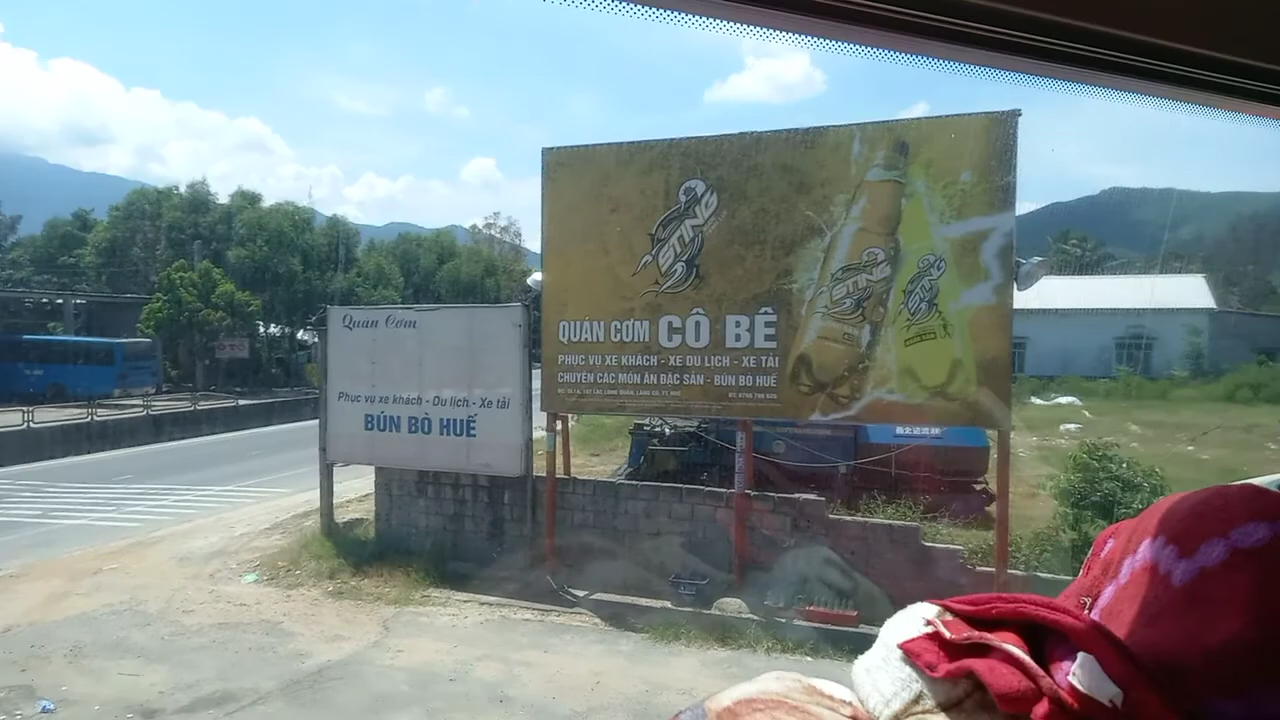 Quán Cơm
Phục vụ xe khách - Du lịch - Xe tải
BÚN BÒ HUẾ
STING
QUÁN CƠM CÔ BÊ
PHỤC VỤ XE KHÁCH - XE DU LỊCH - XE TẢI
CHUYÊN CÁC MÓN ĂN ĐẶC SẢN - BÚN BÒ HUẾ
STING
STING